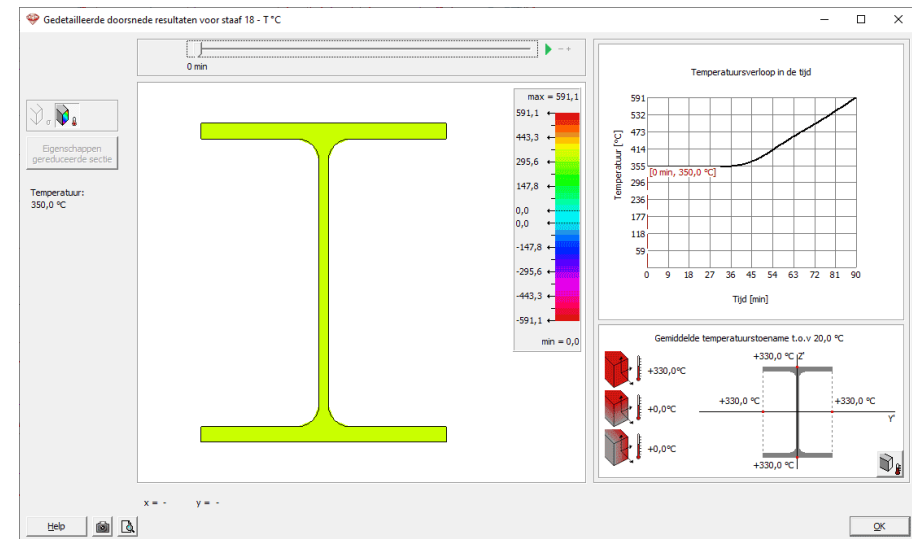 Gedetailleerde doorsnede resultaten voor staaf 18 - T °C
0 min
- +
σ
Eigenschappen
gereduceerde sectie
Temperatuur:
350,0 °C
max = 591,1
591,1
443,3
295,6
147,8
0,0
0,0
-147,8
-295,6
-443,3
-591,1
min = 0,0
Temperatuursverloop in de tijd
Temperatuur [°C]
591
532
473
414
355
296
236
177
118
59
[0 min, 350,0 °C]
0 9 18 27 36 45 54 63 72 81 90
Tijd [min]
Gemiddelde temperatuurstoename t.o.v 20,0 °C
+330,0°C
+0,0°C
+0,0°C
+330,0 °C Z'
+330,0 °C
+330,0 °C
Y'
+330,0 °C
x = - y = -
Help
OK